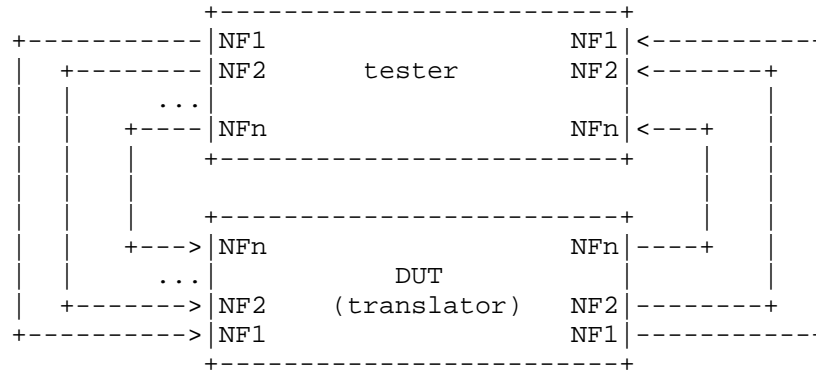 NF1 NF1
NF2 tester NF2
...
NFn NFn
NFn NFn
... DUT
NF2 (translator) NF2
NF1 NF1